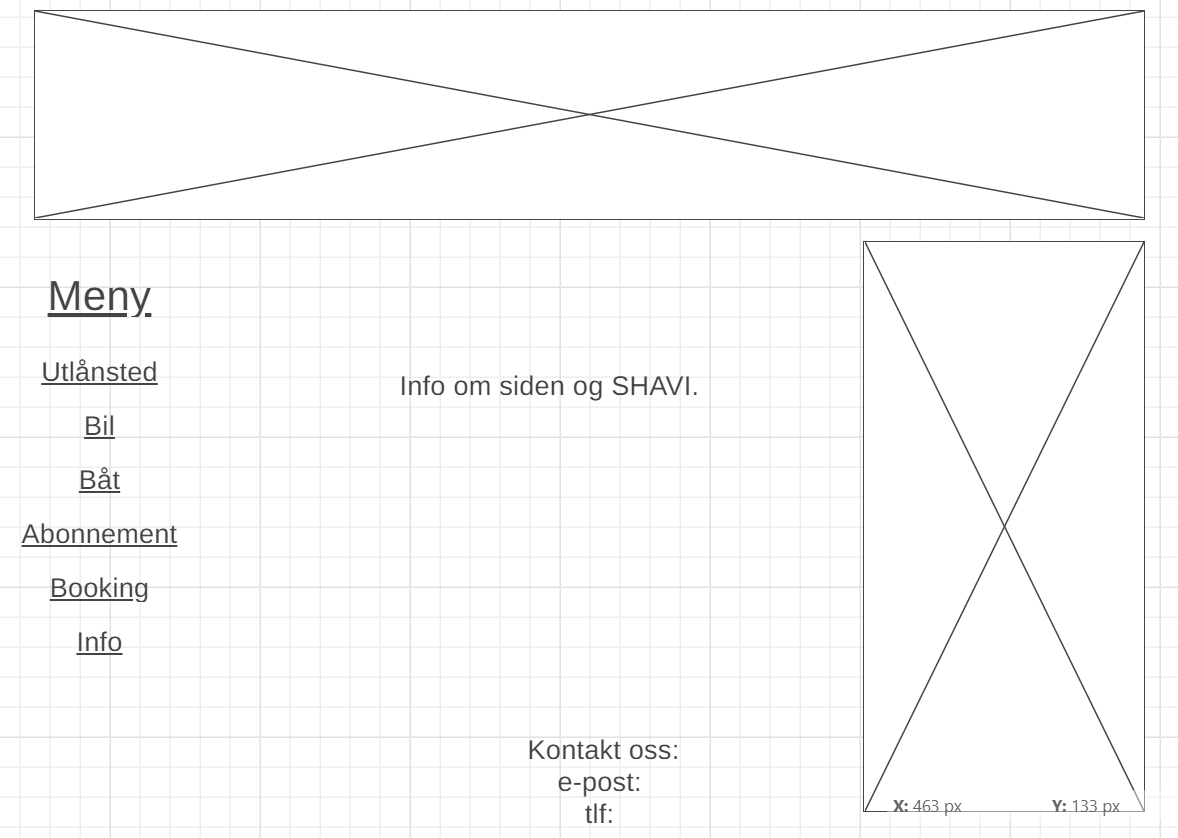 Meny
Utlånsted
Bil
Båt
Abonnement
Booking
Info
Info om siden og SHAVI.
Kontakt oss:
e-post:
tlf:
X: 463 px Y: 133 px